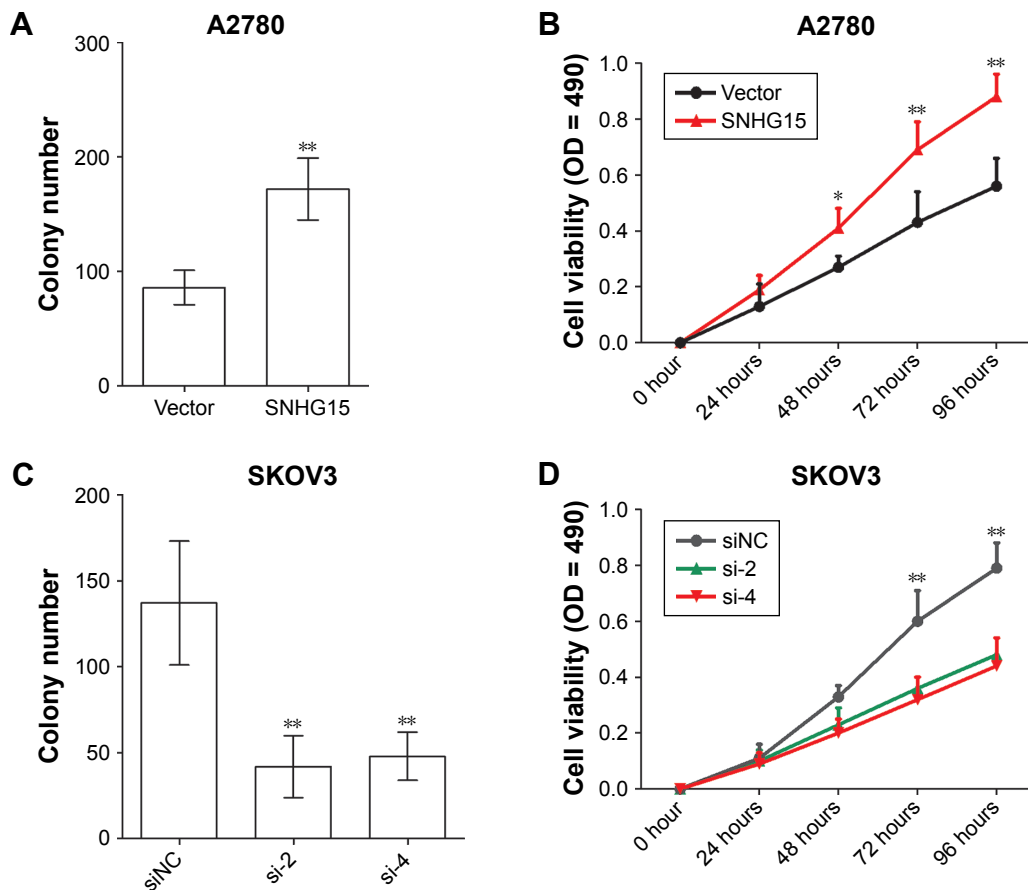 A
A2780
Colony number
300
200
100
0
Vector
SNHG15
**
B
A2780
Cell viability (OD = 490)
1.0
0.8
0.6
0.4
0.2
0.0
Vector
SNHG15
*
**
**
0 hour
24 hours
48 hours
72 hours
96 hours
C
SKOV3
Colony number
200
150
100
50
0
**
**
siNC
si-2
si-4
D
SKOV3
Cell viability (OD = 490)
1.0
0.8
0.6
0.4
0.2
0.0
siNC
si-2
si-4
**
**
0 hour
24 hours
48 hours
72 hours
96 hours